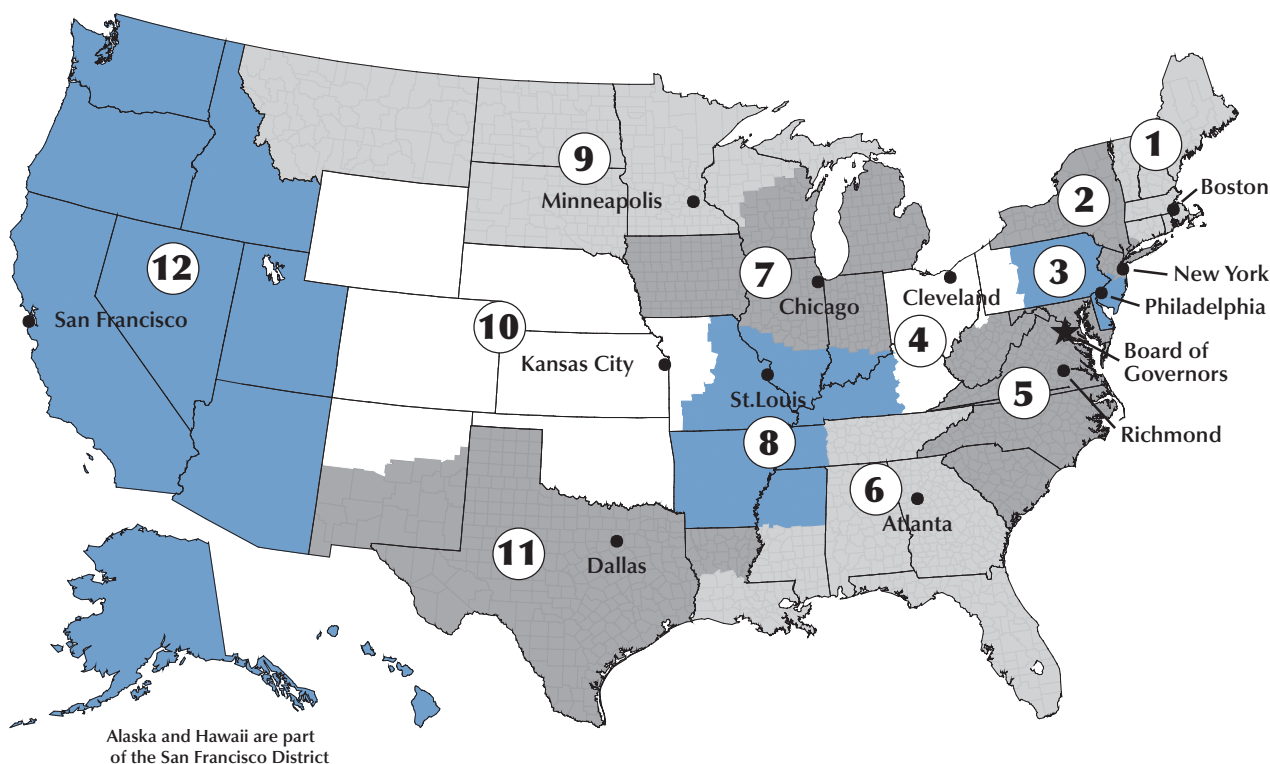 1
9
Minneapolis
2
Boston
12
7
3
New York
Chicago
Cleveland
Philadelphia
San Francisco
10
4
Kansas City
Board of
Governors
St.Louis
5
Richmond
8
6
Atlanta
11
Dallas
Alaska and Hawaii are part
of the San Francisco District